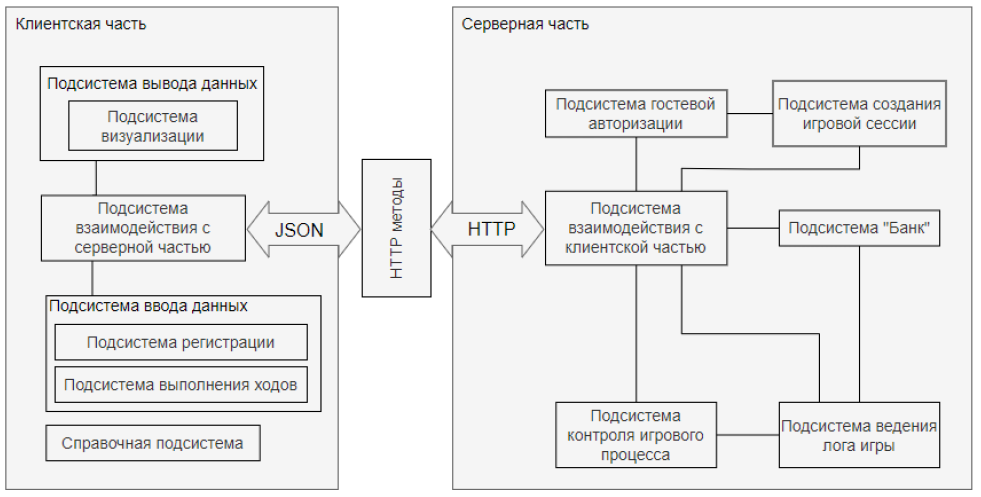 Клиентская часть
Подсистема вывода данных
Подсистема
визуализации
Подсистема
взаимодействия с
серверной частью
Подсистема ввода данных
Подсистема регистрации
Подсистема выполнения ходов
Справочная подсистема
JSON
HTTP методы
HTTP
Серверная часть
Подсистема гостевой
авторизации
Подсистема создания
игровой сессии
Подсистема
взаимодействия с
клиентской частью
Подсистема "Банк"
Подсистема
контроля игрового
процесса
Подсистема ведения
лога игры